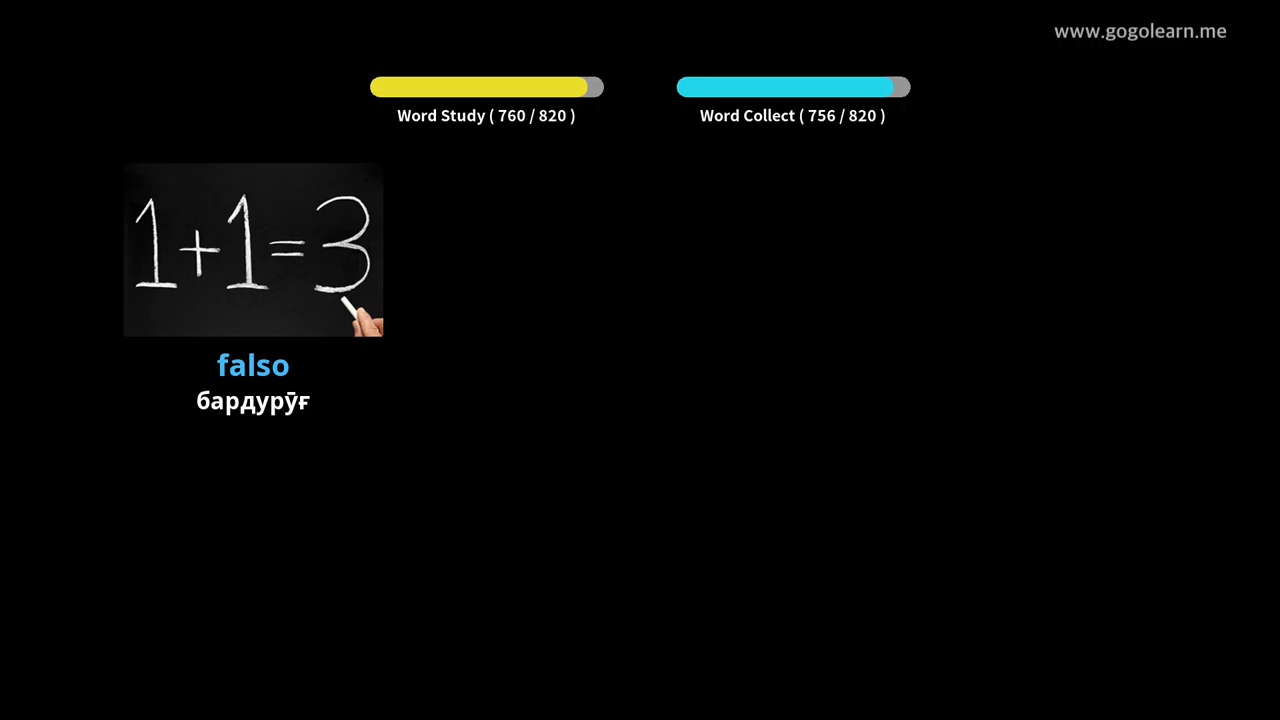 www.gogolearn.me
Word Study ( 760 / 820 )
Word Collect ( 756 / 820 )
1+1=3
falso
бардурӯғ